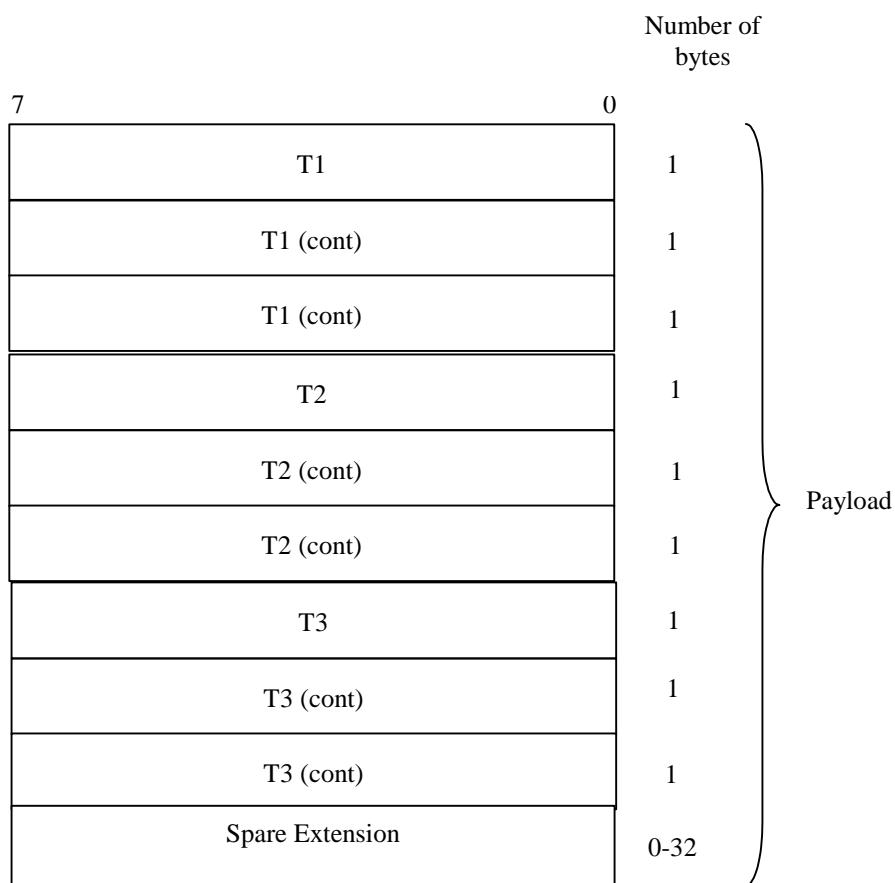 Number of
bytes
7 0
T1 1
T1 (cont) 1
T1 (cont) 1
T2 1
T2 (cont) 1
T2 (cont) 1
T3 1
T3 (cont) 1
T3 (cont) 1
Spare Extension 0-32
Payload